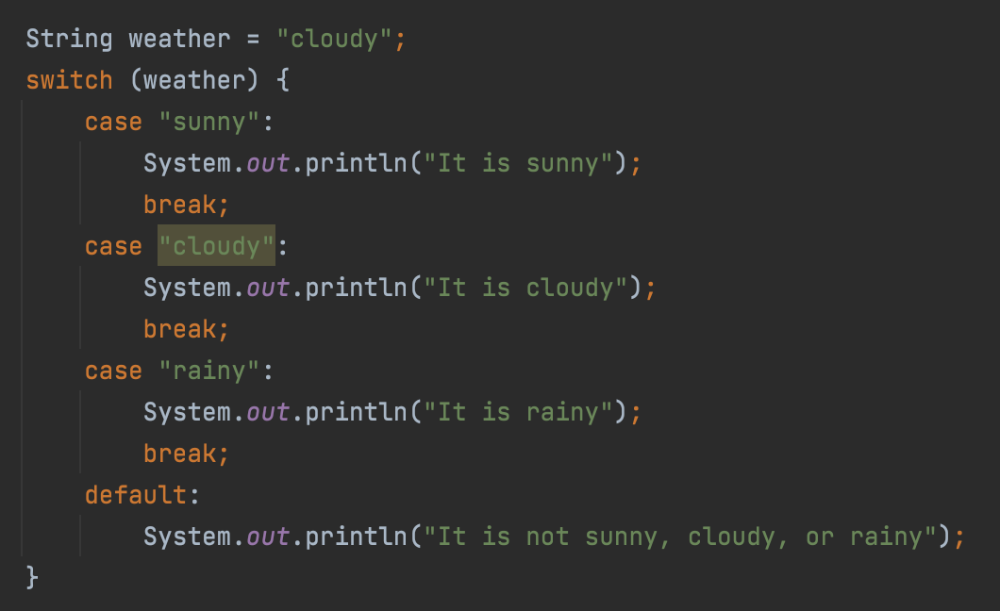 String weather = "cloudy";
switch (weather) {
    case "sunny":
        System.out.println("It is sunny");
        break;
    case "cloudy":
        System.out.println("It is cloudy");
        break;
    case "rainy":
        System.out.println("It is rainy");
        break;
    default:
        System.out.println("It is not sunny, cloudy, or rainy");
}